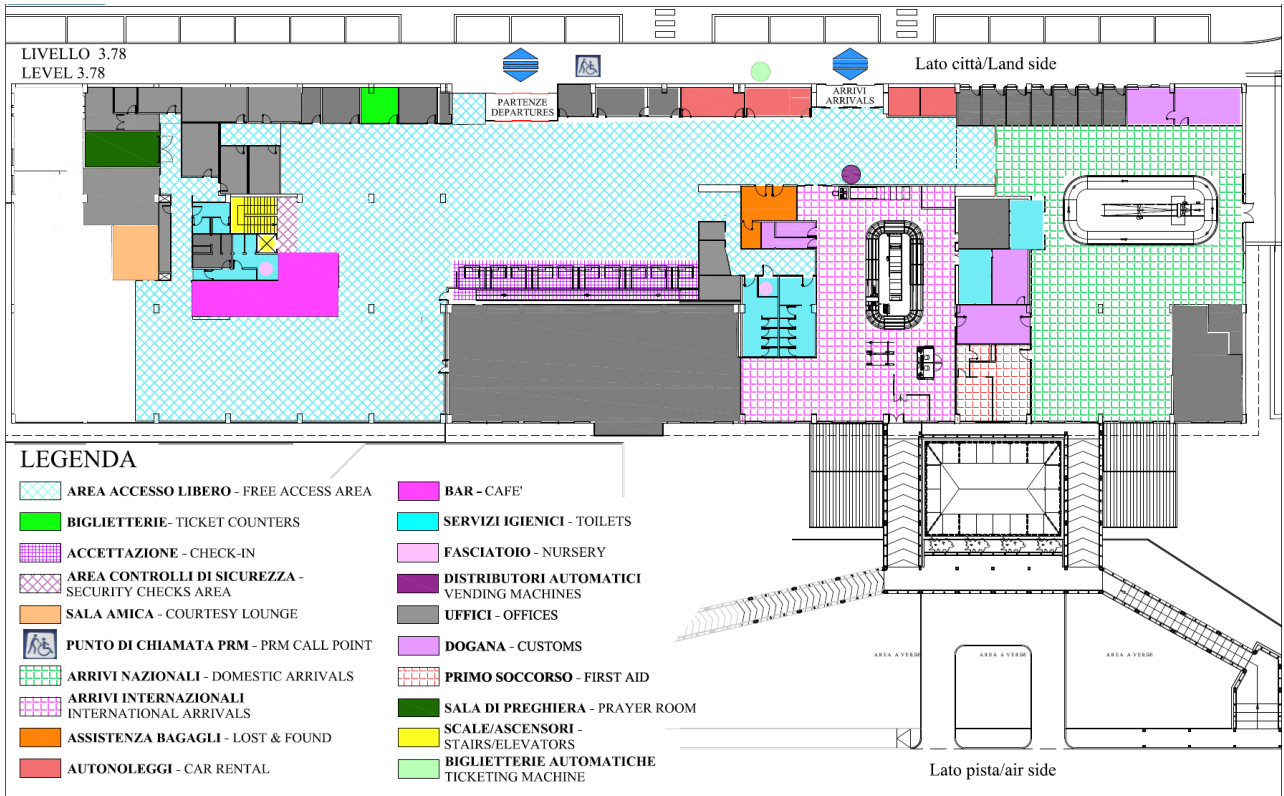 LIVELLO 3.78
LEVEL 3.78
Lato città/Land side
PARTENZE
DEPARTURES
ARRIVI
ARRIVALS
LEGENDA
AREA ACCESSO LIBERO - FREE ACCESS AREA
BIGLIETTERIE- TICKET COUNTERS
ACCETTAZIONE - CHECK-IN
AREA CONTROLLI DI SICUREZZA -
SECURITY CHECKS AREA
SALA AMICA - COURTESY LOUNGE
PUNTO DI CHIAMATA PRM - PRM CALL POINT
ARRIVI NAZIONALI - DOMESTIC ARRIVALS
ARRIVI INTERNAZIONALI
INTERNATIONAL ARRIVALS
ASSISTENZA BAGAGLI - LOST & FOUND
AUTONOLEGGI - CAR RENTAL
BAR - CAFE'
SERVIZI IGIENICI - TOILETS
FASCIATOIO - NURSERY
DISTRIBUTORI AUTOMATICI
VENDING MACHINES
UFFICI - OFFICES
DOGANA - CUSTOMS
PRIMO SOCCORSO - FIRST AID
SALA DI PREGHIERA - PRAYER ROOM
SCALE/ASCENSORI -
STAIRS/ELEVATORS
BIGLIETTERIE AUTOMATICHE
TICKETING MACHINE
AREA A VERDE
AREA A VERDE
AREA A VERDE
Lato pista/air side